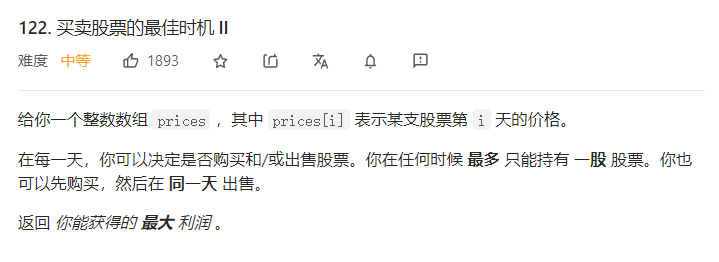 122. 买卖股票的最佳时机 II
难度 中等 1893
给你一个整数数组 prices ，其中 prices[i] 表示某支股票第 i 天的价格。
在每一天，你可以决定是否购买和/或出售股票。你在任何时候 最多 只能持有 一股 股票。你也
可以先购买，然后在 同一天 出售。
返回 你能获得的 最大 利润 。